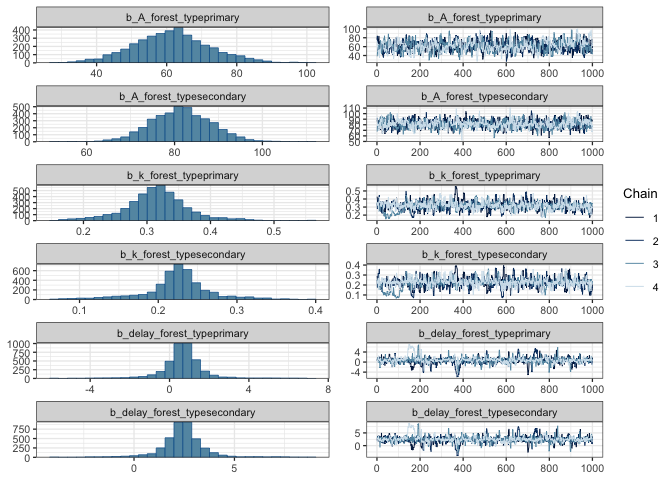 b_A_forest_typeprimary
400
300
200
100
0
40 60 80 100
b_A_forest_typesecondary
500
400
300
200
100
0
60 80 100
b_k_forest_typeprimary
500
400
300
200
100
0
0.2 0.3 0.4 0.5
b_k_forest_typesecondary
600
400
200
0
0.1 0.2 0.3 0.4
b_delay_forest_typeprimary
1000
750
500
250
0
-4 0 4 8
b_delay_forest_typesecondary
750
500
250
0
0 5
b_A_forest_typeprimary
100
80
60
40
0 200 400 600 800 1000
b_A_forest_typesecondary
110
100
90
80
70
60
50
0 200 400 600 800 1000
b_k_forest_typeprimary
0.5
0.4
0.3
0.2
0 200 400 600 800 1000
b_k_forest_typesecondary
0.4
0.3
0.2
0.1
0 200 400 600 800 1000
b_delay_forest_typeprimary
4
0
-4
0 200 400 600 800 1000
b_delay_forest_typesecondary
5
0
0 200 400 600 800 1000
Chain
1
2
3
4